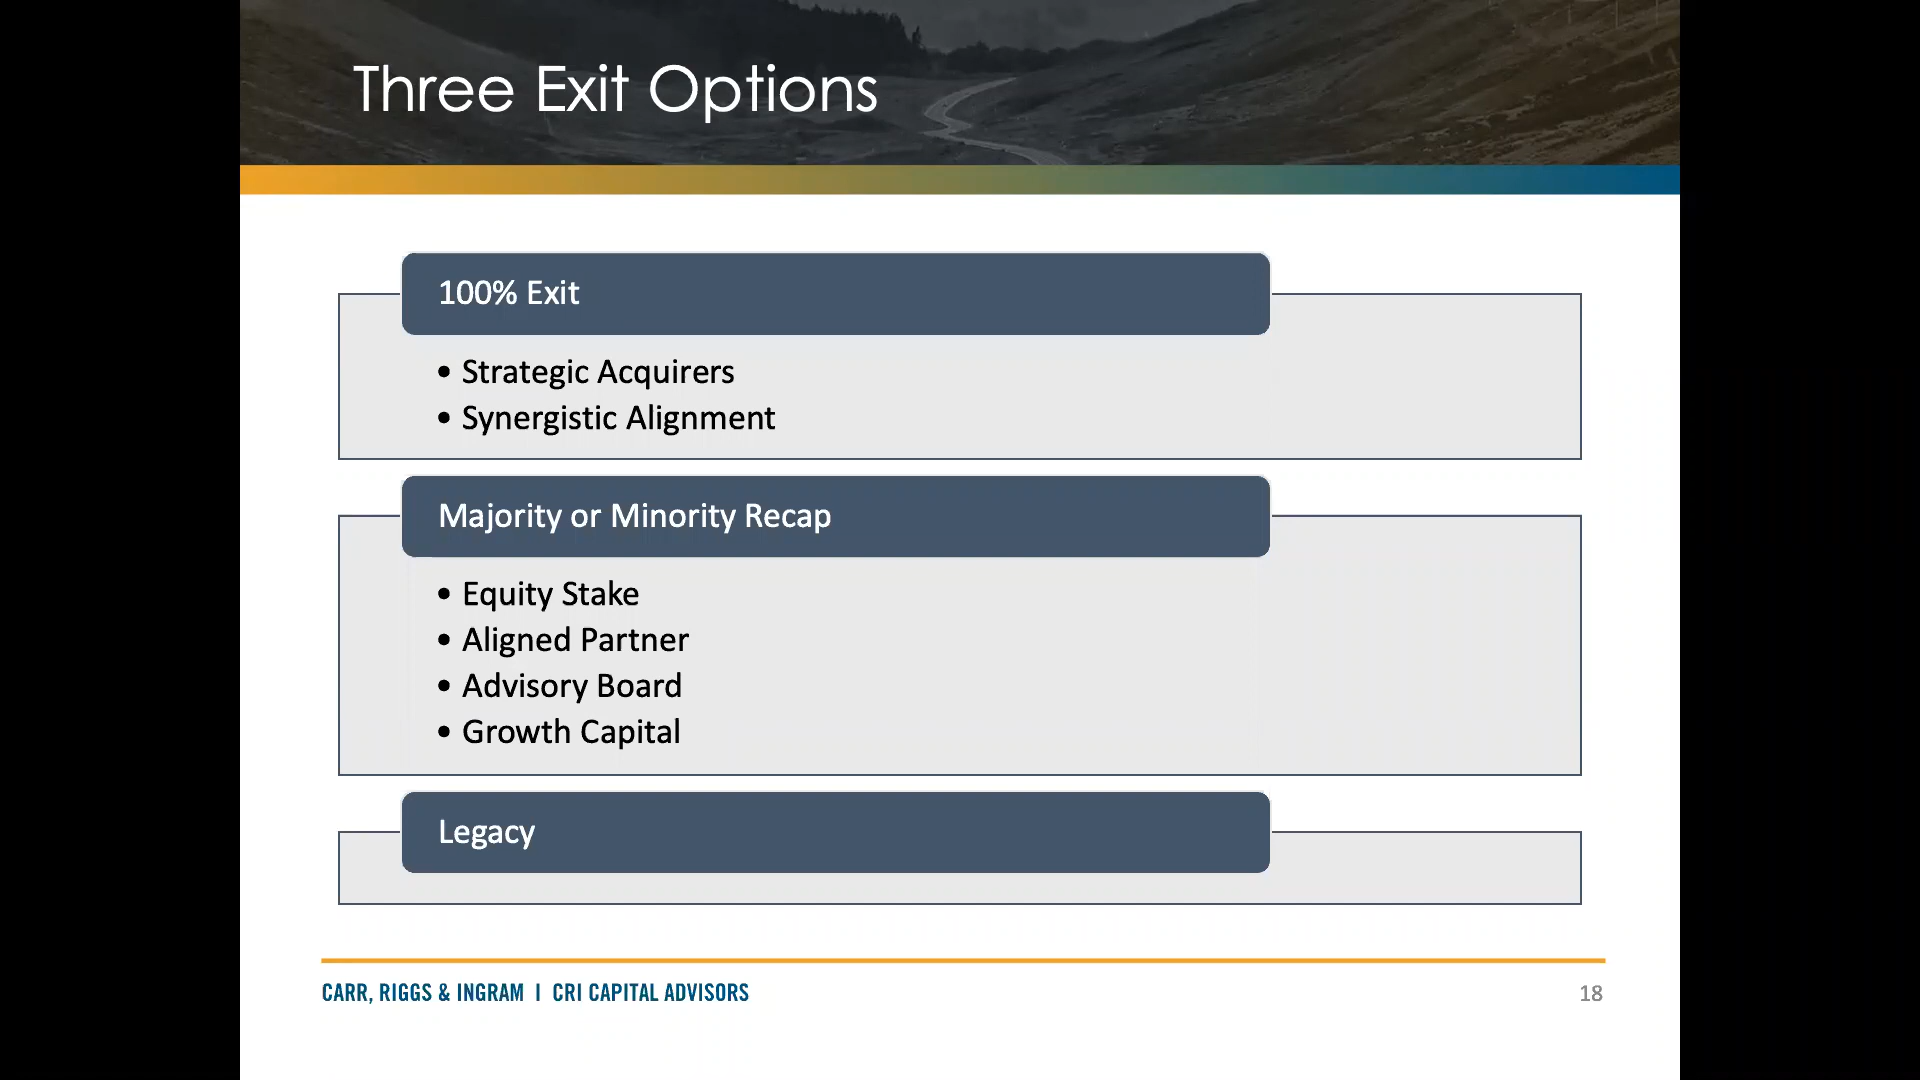 Three Exit Options
100% Exit
• Strategic Acquirers
• Synergistic Alignment
Majority or Minority Recap
• Equity Stake
• Aligned Partner
• Advisory Board
• Growth Capital
Legacy
CARR, RIGGS & INGRAM I CRI CAPITAL ADVISORS
18